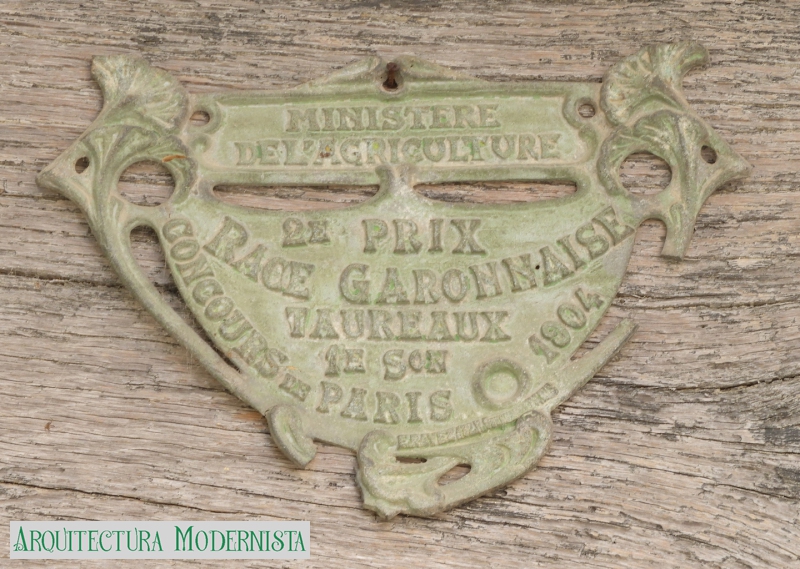 MINISTERE
DE L'AGRICULTURE
2E PRIX
RACE GARONNAISE
TAUREAUX
1E SON
CONCOURS DE PARIS 1904
ARQUITECTURA MODERNISTA